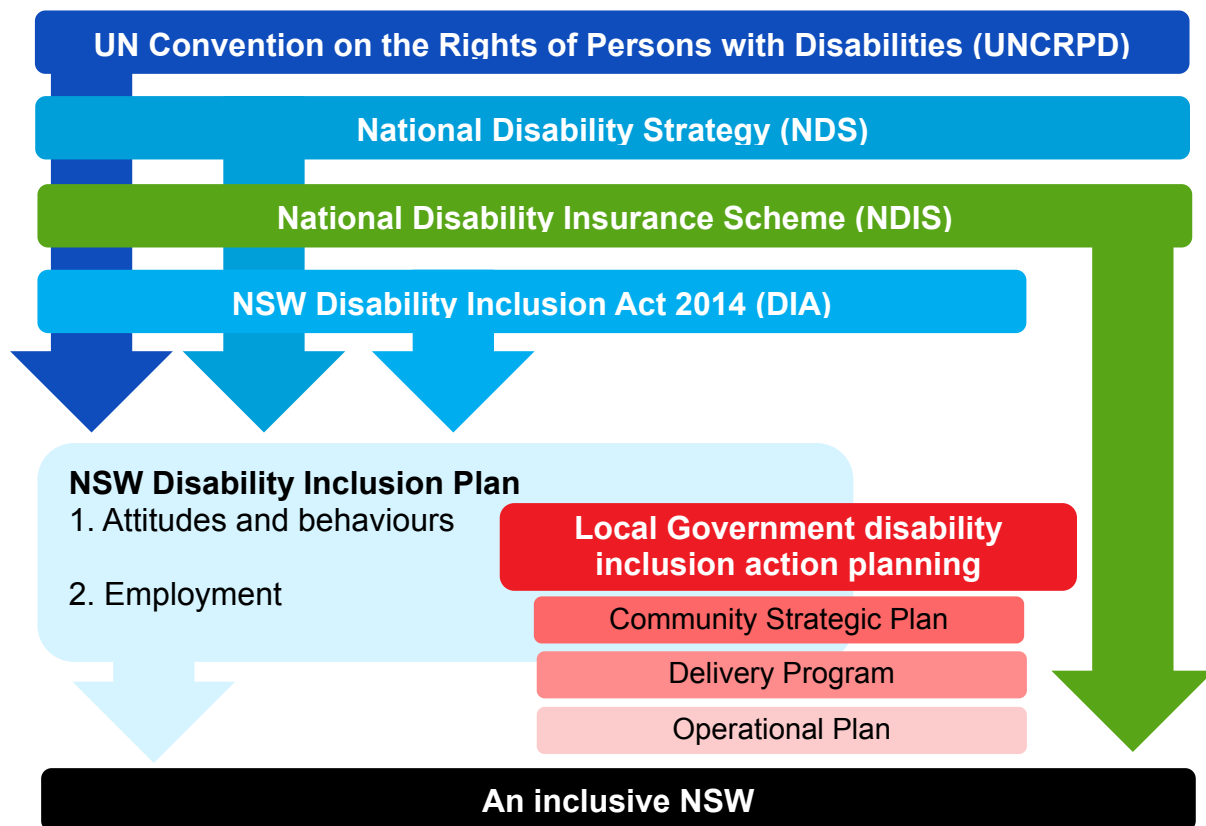 UN Convention on the Rights of Persons with Disabilities (UNCRPD)
National Disability Strategy (NDS)
National Disability Insurance Scheme (NDIS)
NSW Disability Inclusion Act 2014 (DIA)
NSW Disability Inclusion Plan
1. Attitudes and behaviours
2. Employment
Local Government disability
inclusion action planning
Community Strategic Plan
Delivery Program
Operational Plan
An inclusive NSW